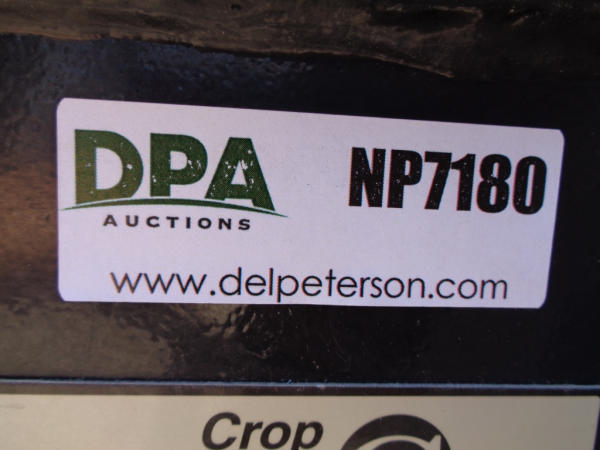 DPA
AUCTIONS
NP7180
www.delpeterson.com
Crop